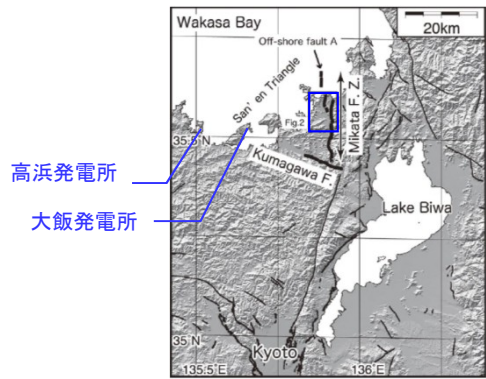 Wakasa Bay
20km
Off-shore fault A
San' en Triangle
Mikata F. Z.
Fig.2
35.5 N
Kumagawa F.
高浜発電所
大飯発電所
Lake Biwa
35 N
Kyoto
135.5°E
136°E